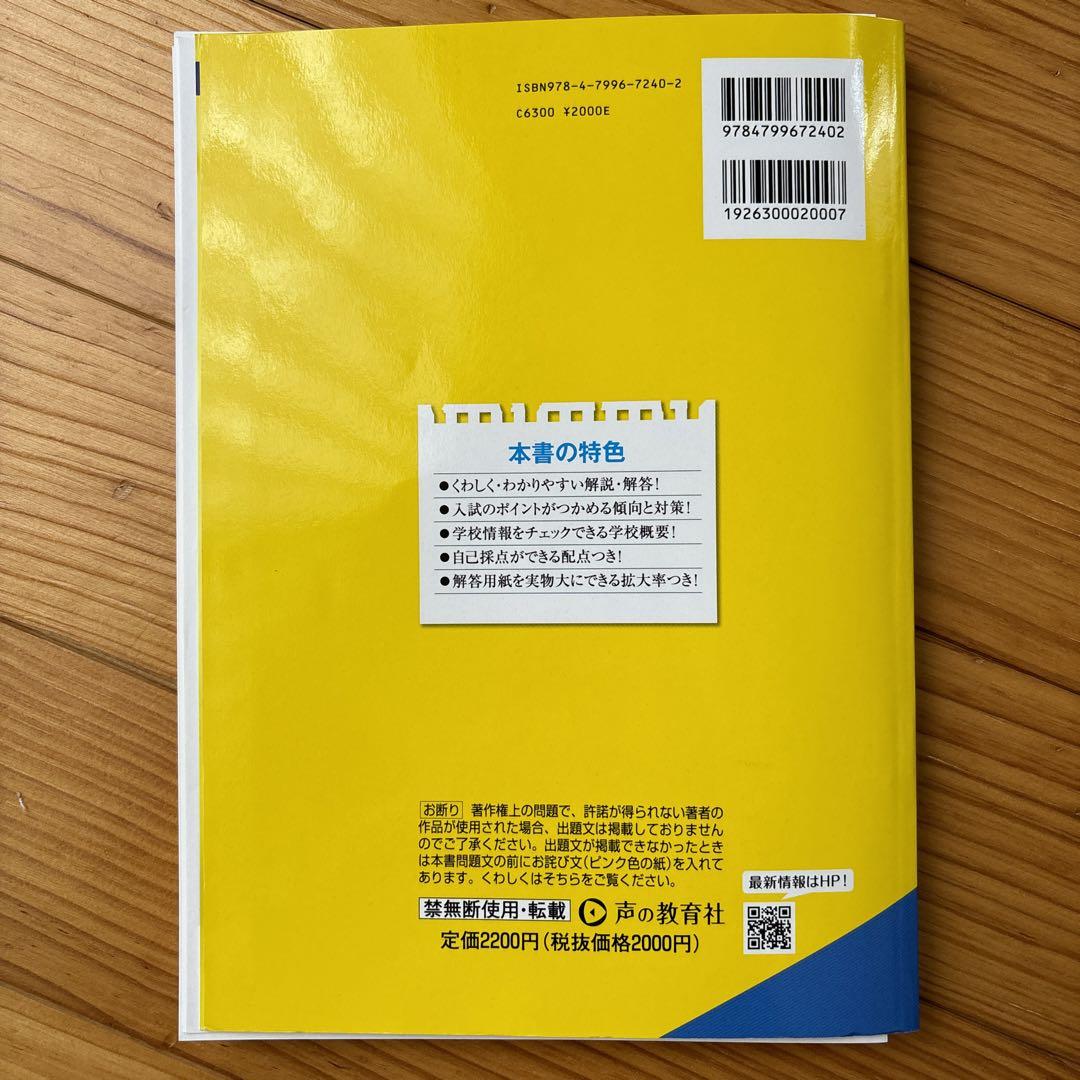 ISBN978-4-7996-7240-2
C6300 ¥2000E
9784799672402
1926300020007
本書の特色
●くわしく・わかりやすい解説・解答!
●入試のポイントがつかめる傾向と対策!
●学校情報をチェックできる学校概要!
●自己採点ができる配点つき!
●解答用紙を実物大にできる拡大率つき!
お断り 著作権上の問題で、許諾が得られない著者の
作品が使用された場合、出題文は掲載しておりません
のでご了承ください。出題文が掲載できなかったときは
は本書問題文の前にお詫び文(ピンク色の紙)を入れて
あります。くわしくはそちらをご覧ください。
禁無断使用・転載 声の教育社
定価2200円(税抜価格2000円)
最新情報はHP!